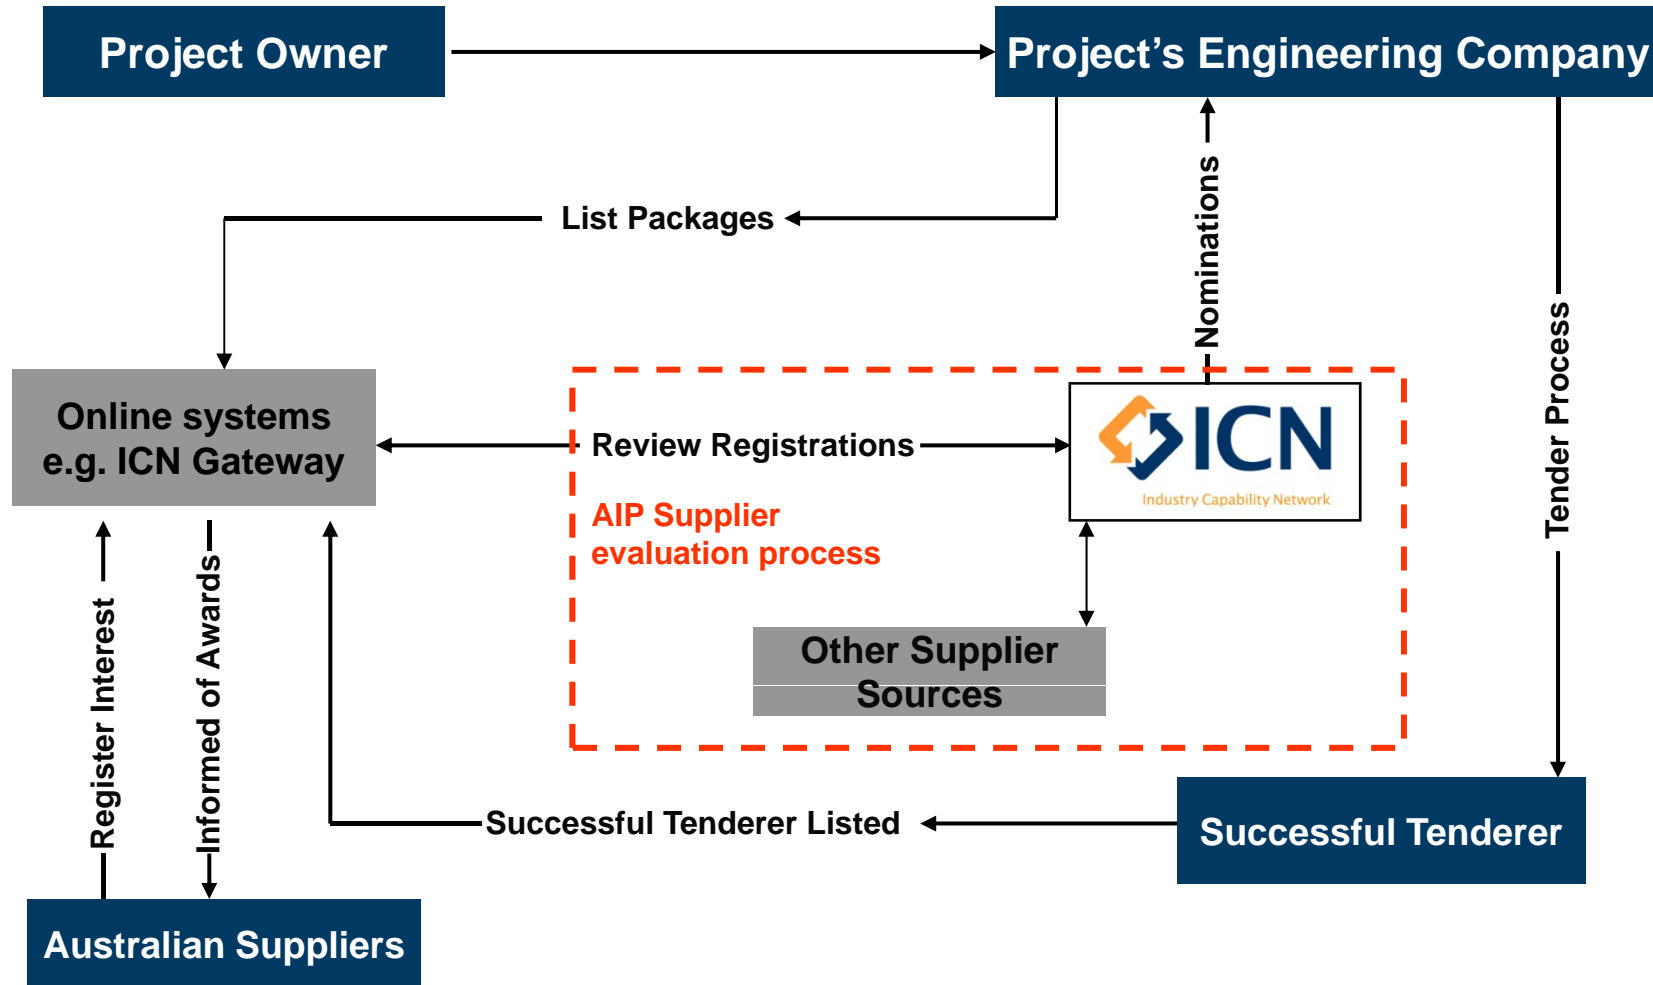 Project Owner
Project’s Engineering Company
List Packages
Nominations
Tender Process
Online systems
e.g. ICN Gateway
Review Registrations
ICN
Industry Capability Network
AIP Supplier
evaluation process
Other Supplier
Sources
Register Interest
Informed of Awards
Successful Tenderer Listed
Successful Tenderer
Australian Suppliers